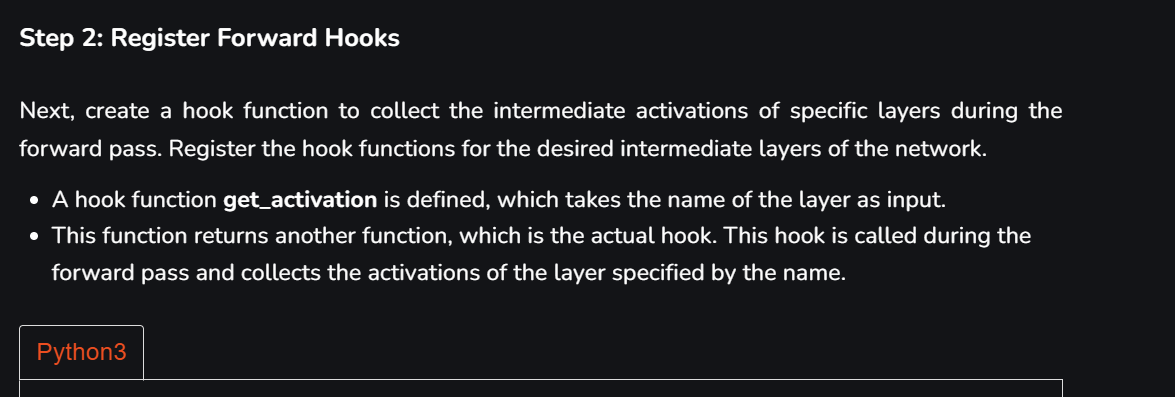 Step 2: Register Forward Hooks
Next, create a hook function to collect the intermediate activations of specific layers during the
forward pass. Register the hook functions for the desired intermediate layers of the network.
• A hook function get_activation is defined, which takes the name of the layer as input.
• This function returns another function, which is the actual hook. This hook is called during the
forward pass and collects the activations of the layer specified by the name.
Python3